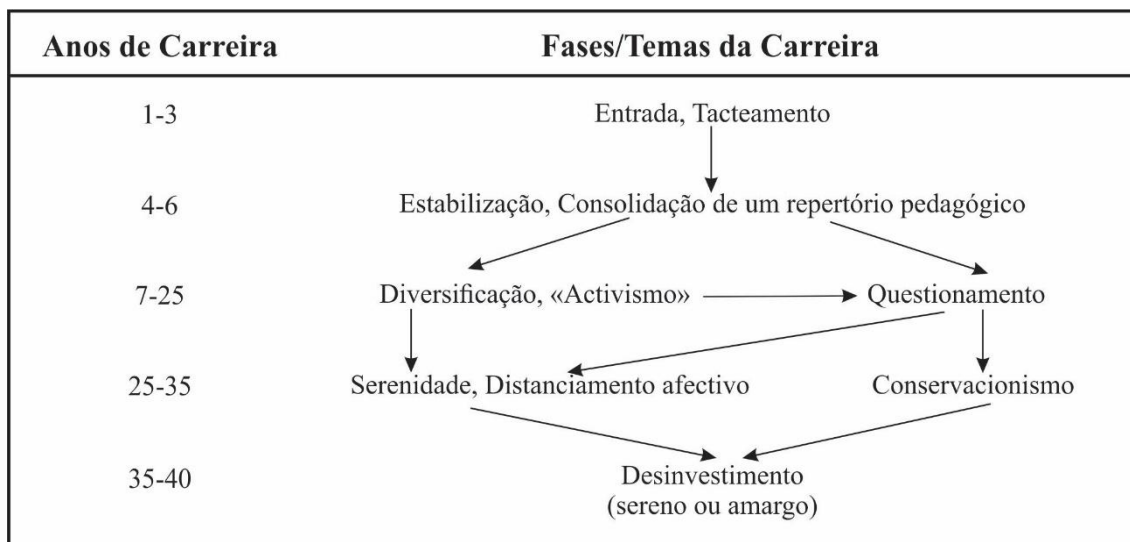 Anos de Carreira Fases/Temas da Carreira
1-3 Entrada, Tacteamento
4-6 Estabilização, Consolidação de um repertório pedagógico
7-25 Diversificação, «Activismo» Questionamento
25-35 Serenidade, Distanciamento afectivo Conservacionismo
35-40 Desinvestimento
(sereno ou amargo)